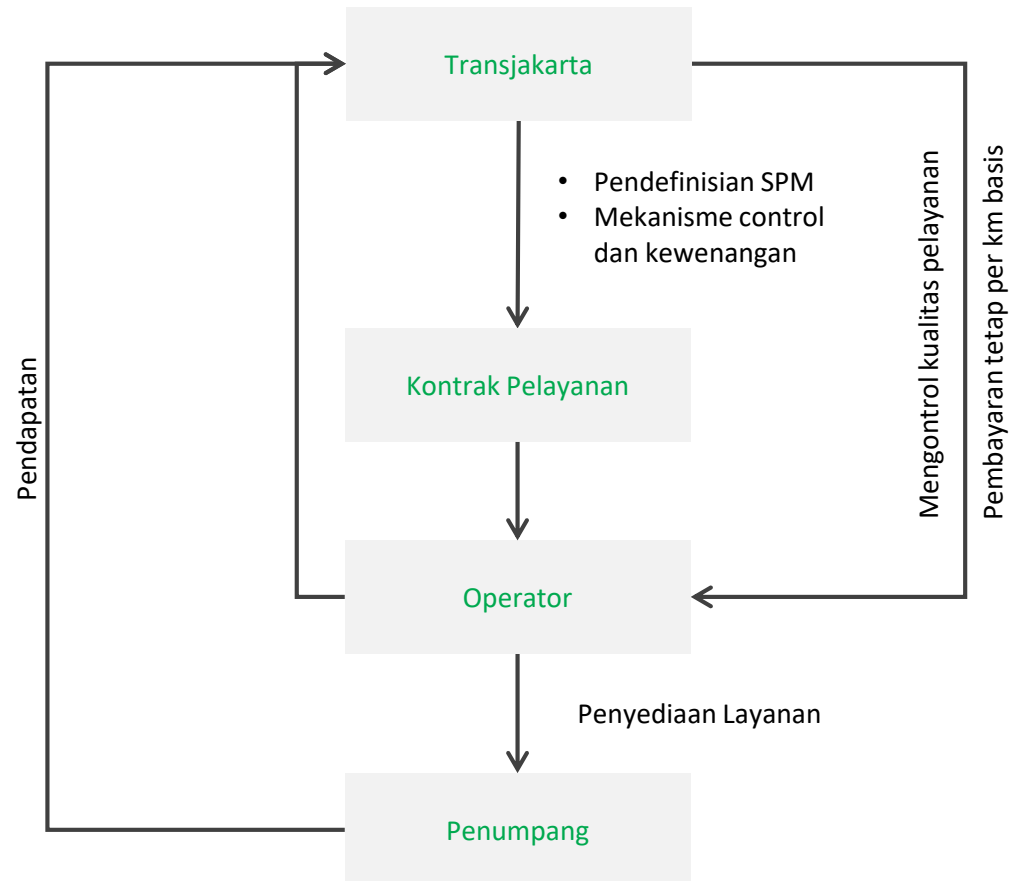 Transjakarta
• Pendefinisian SPM
• Mekanisme control
dan kewenangan
Mengontrol kualitas pelayanan
Pembayaran tetap per km basis
Kontrak Pelayanan
Pendapatan
Operator
Penyediaan Layanan
Penumpang